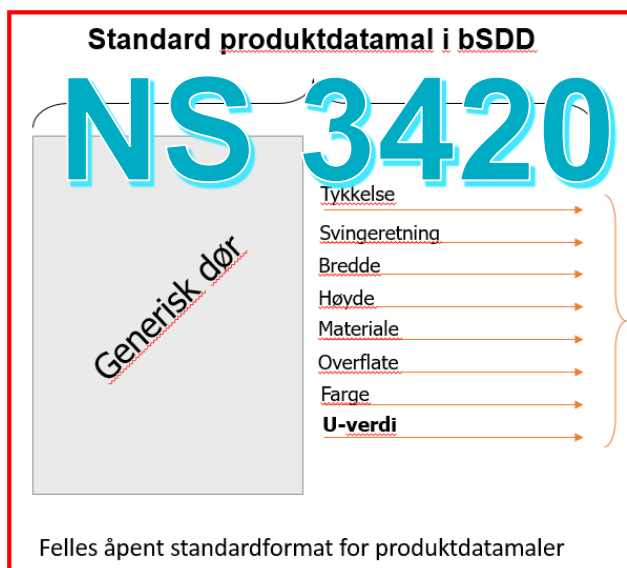 Standard produktdatamal i bSDD
NS 3420
Generisk dør
Tykkelse
Svingeretning
Bredde
Høyde
Materiale
Overflate
Farge
U-verdi
Felles åpent standardformat for produktdatamaler